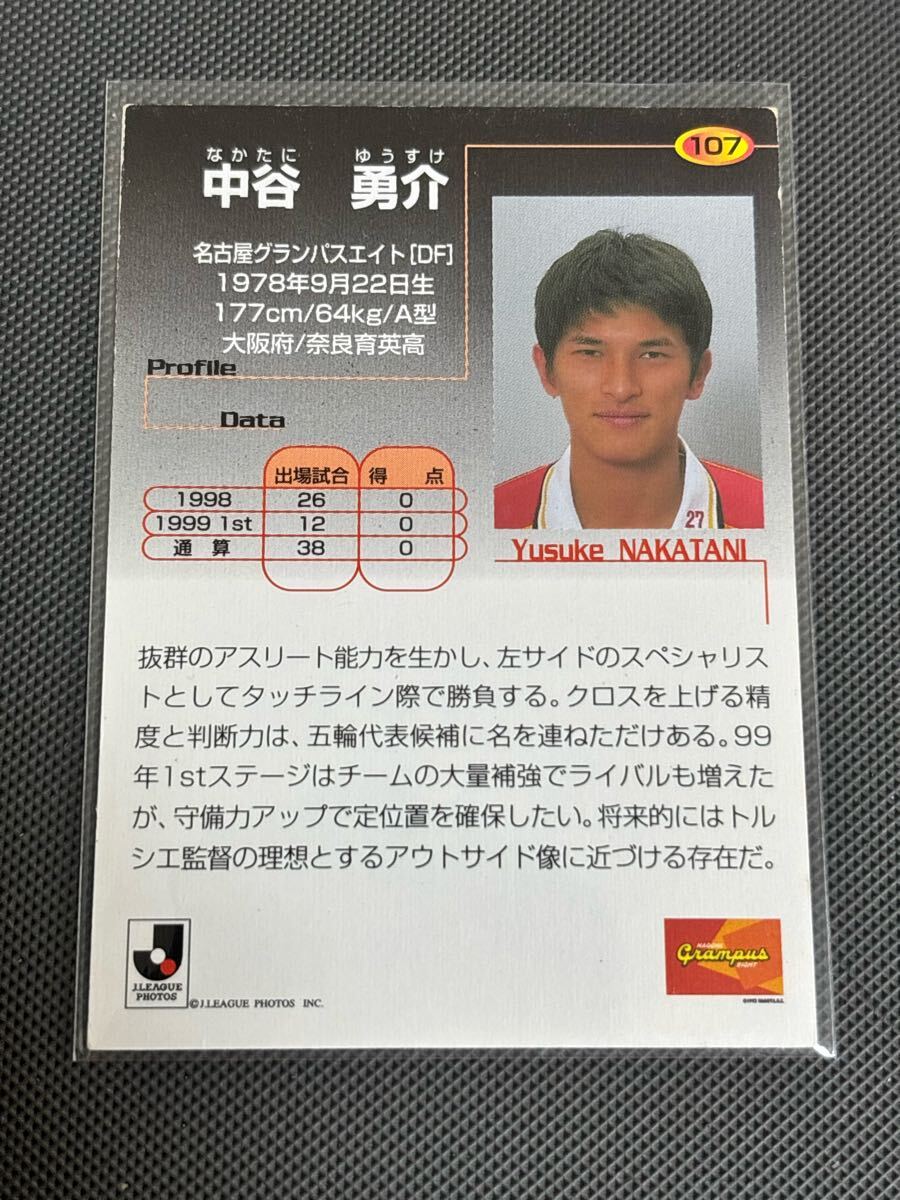 107
なかたに ゆうすけ
中谷 勇介
名古屋グランパスエイト[DF]
1978年9月22日生
177cm/64kg/A型
大阪府/奈良育英高
Profile
Data
出場試合 得点
1998 26 0
1999 1st 12 0
通算 38 0
27
Yusuke NAKATANI
抜群のアスリート能力を生かし、左サイドのスペシャリス
トとしてタッチライン際で勝負する。クロスを上げる精
度と判断力は、五輪代表候補に名を連ねただけある。99
年1stステージはチームの大量補強でライバルも増えた
が、守備力アップで定位置を確保したい。将来的にはトル
シエ監督の理想とするアウトサイド像に近づける存在だ。
J.LEAGUE
PHOTOS
©J.LEAGUE PHOTOS INC.
NAGOYA
Grampus
EIGHT